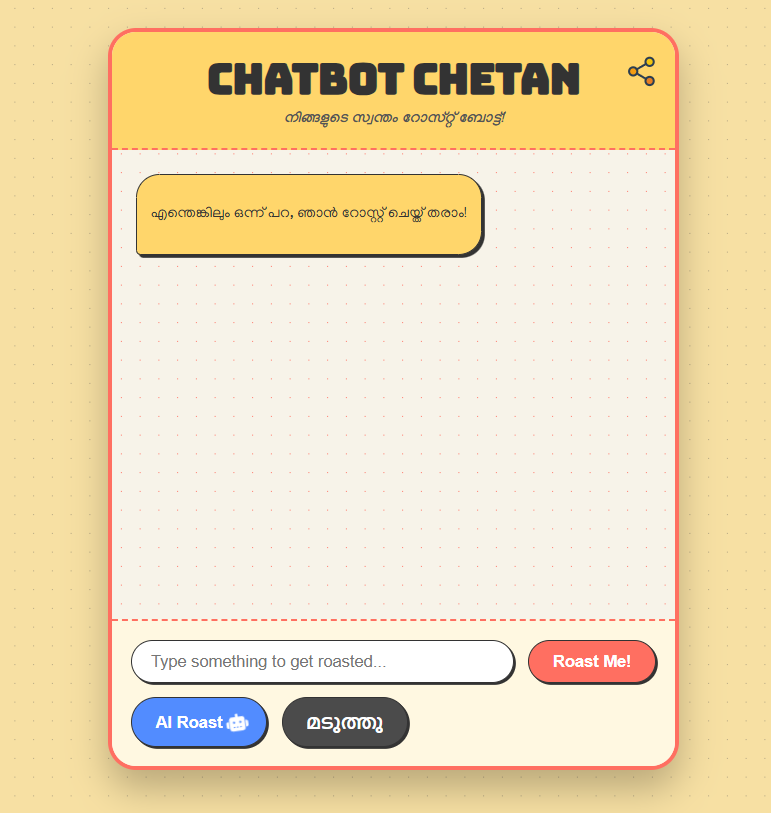 CHATBOT CHETAN
നിങ്ങളുടെ സ്വന്തം റോസ്റ്റ് ബോട്ട്!
എന്തെങ്കിലും ഒന്ന് പറ, ഞാൻ റോസ്റ്റ് ചെയ്ത് തരാം!
Type something to get roasted...
Roast Me!
AI Roast 🤖
മടുത്തു